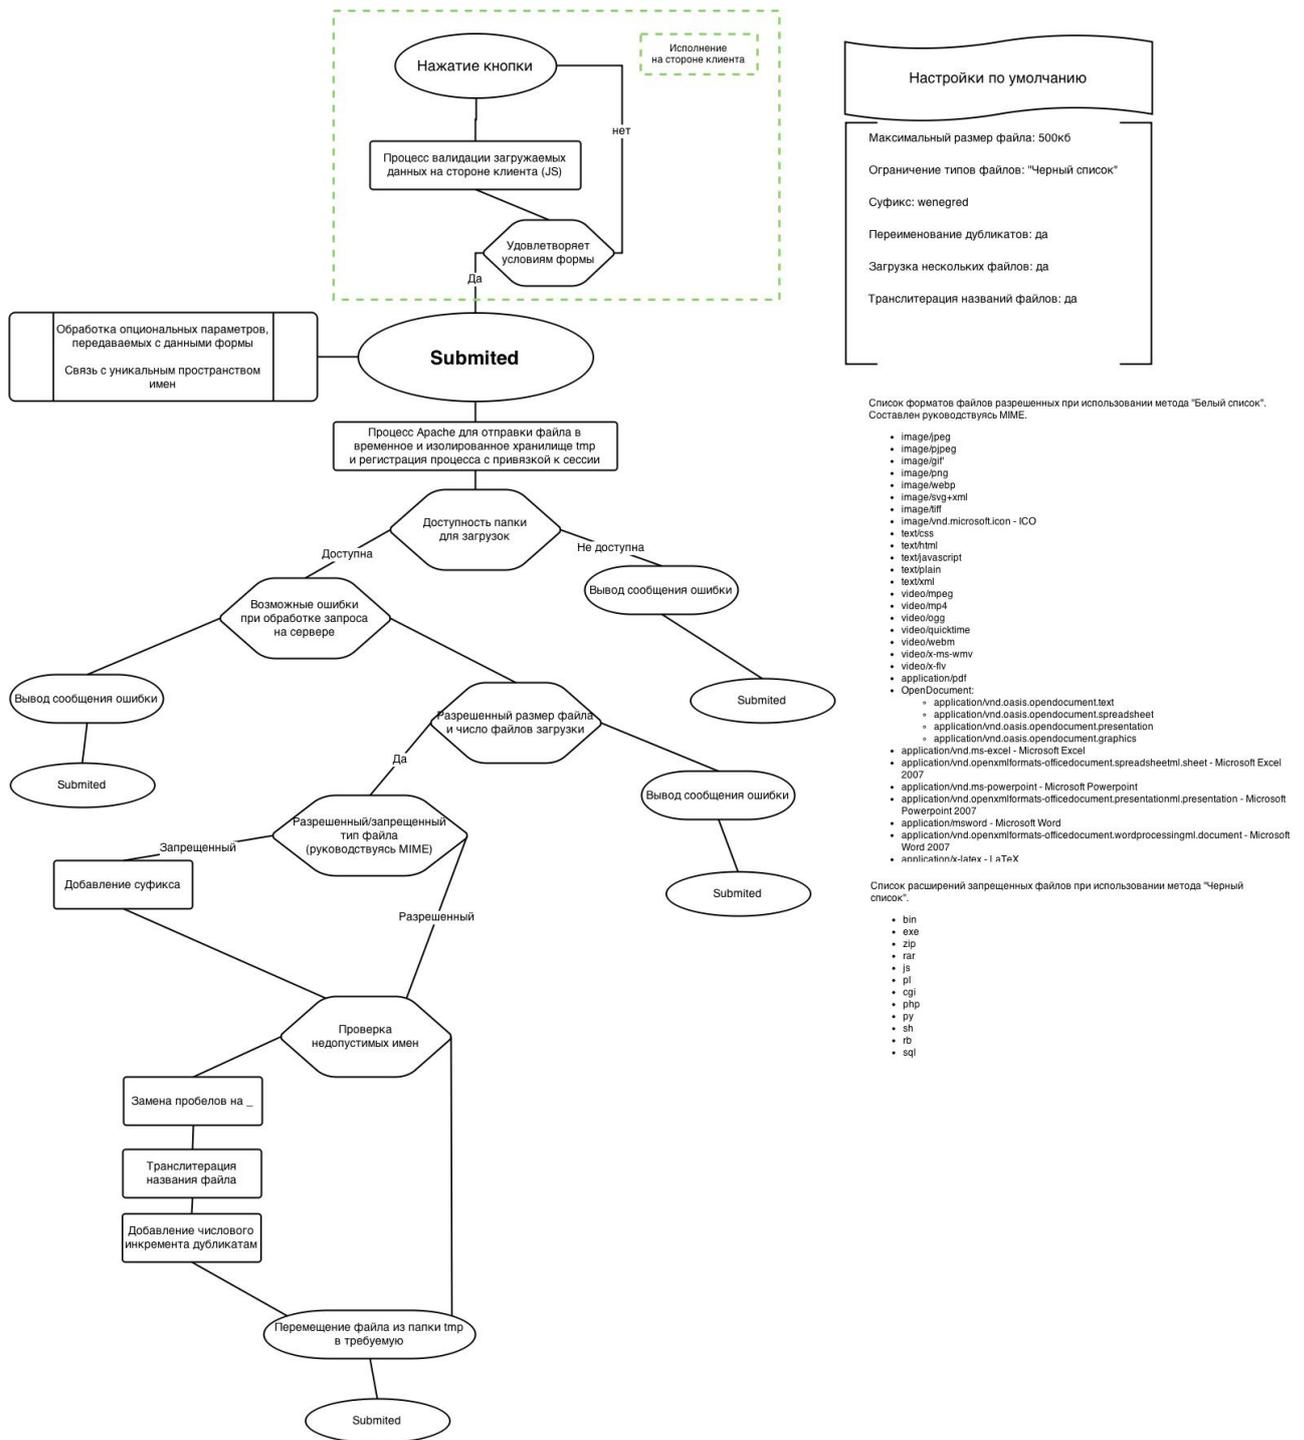 Нажатие кнопки
Исполнение
на стороне клиента
нет
Процесс валидации загружаемых
данных на стороне клиента (JS)
Удовлетворяет
условиям формы
Да
Обработка опциональных параметров,
передаваемых с данными формы
Связь с уникальным пространством
имен
Submited
Процесс Apache для отправки файла в
временное и изолированное хранилище tmp
и регистрация процесса с привязкой к сессии
Доступность папки
для загрузок
Доступна
Не доступна
Вывод сообщения ошибки
Submited
Возможные ошибки
при обработке запроса
на сервере
Вывод сообщения ошибки
Submited
Разрешенный размер файла
и число файлов загрузки
Да
Вывод сообщения ошибки
Submited
Разрешенный/запрещенный
тип файла
(руководствуясь MIME)
Запрещенный
Добавление суфикса
Разрешенный
Проверка
недопустимых имен
Замена пробелов на _
Транслитерация
названия файла
Добавление числового
инкремента дубликатам
Перемещение файла из папки tmp
в требуемую
Submited
Настройки по умолчанию
Максимальный размер файла: 500кб
Ограничение типов файлов: "Черный список"
Суфикс: wenegred
Переименование дубликатов: да
Загрузка нескольких файлов: да
Транслитерация названий файлов: да
Список форматов файлов разрешенных при использовании метода "Белый список".
Составлен руководствуясь MIME.
• image/jpeg
• image/pjpeg
• image/gif'
• image/png
• image/webp
• image/svg+xml
• image/tiff
• image/vnd.microsoft.icon - ICO
• text/css
• text/html
• text/javascript
• text/plain
• text/xml
• video/mpeg
• video/mp4
• video/ogg
• video/quicktime
• video/webm
• video/x-ms-wmv
• video/x-flv
• application/pdf
• OpenDocument:
◦ application/vnd.oasis.opendocument.text
◦ application/vnd.oasis.opendocument.spreadsheet
◦ application/vnd.oasis.opendocument.presentation
◦ application/vnd.oasis.opendocument.graphics
• application/vnd.ms-excel - Microsoft Excel
• application/vnd.openxmlformats-officedocument.spreadsheetml.sheet - Microsoft Excel
2007
• application/vnd.ms-powerpoint - Microsoft Powerpoint
• application/vnd.openxmlformats-officedocument.presentationml.presentation - Microsoft
Powerpoint 2007
• application/msword - Microsoft Word
• application/vnd.openxmlformats-officedocument.wordprocessingml.document - Microsoft
Word 2007
• application/x-latex - LaTeX
Список расширений запрещенных файлов при использовании метода "Черный
список".
• bin
• exe
• zip
• rar
• js
• pl
• cgi
• php
• py
• sh
• rb
• sql